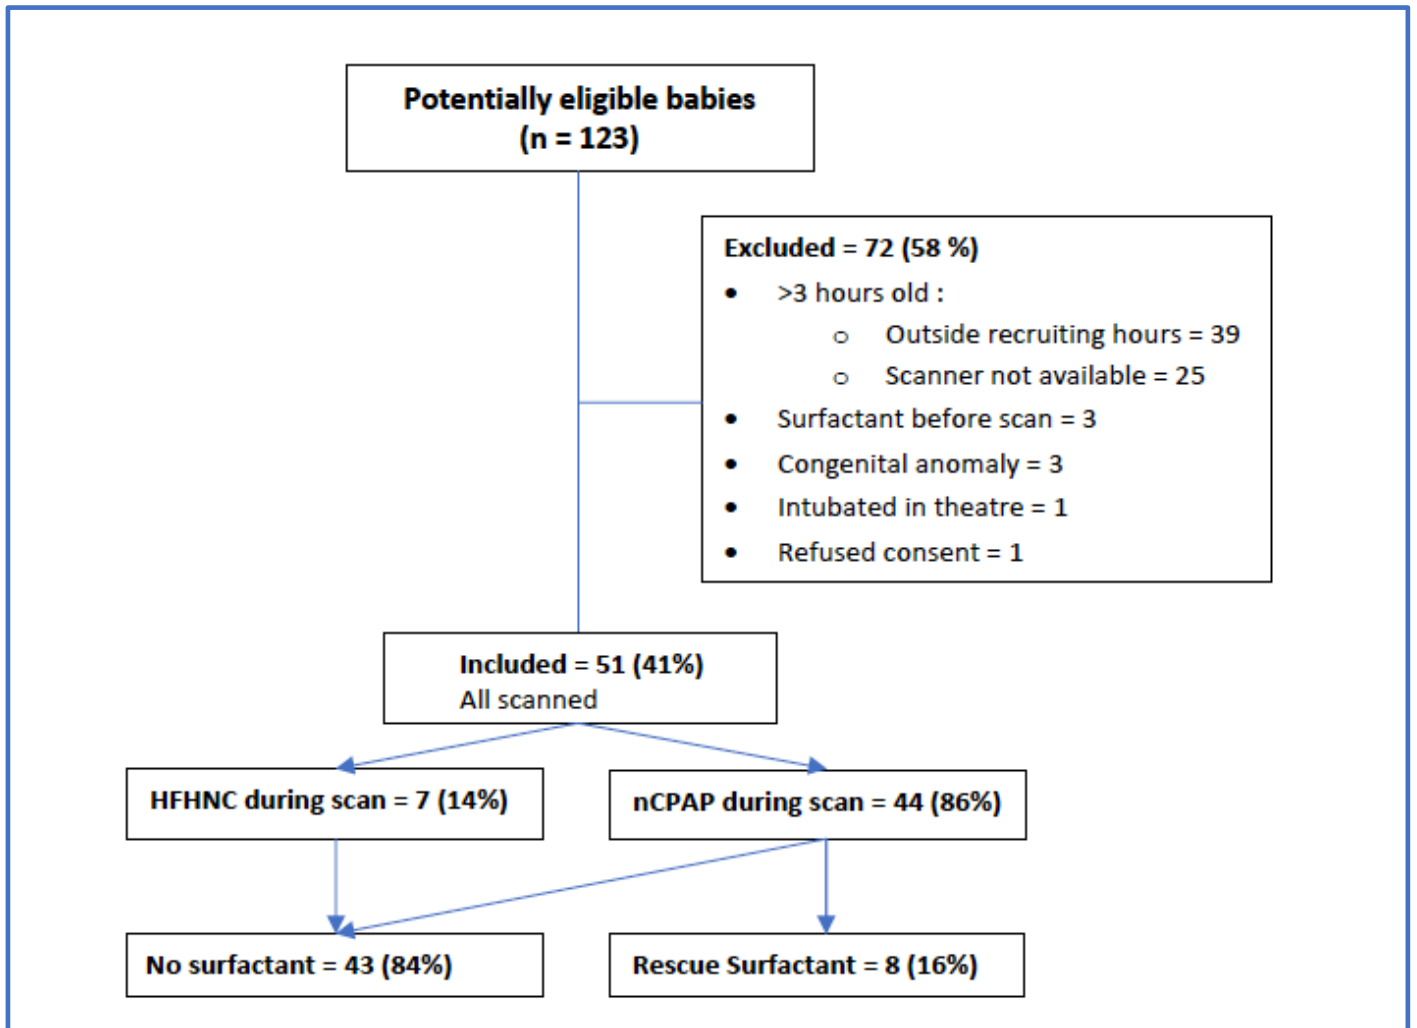 Potentially eligible babies
(n = 123)
Excluded = 72 (58 %)
• >3 hours old :
o Outside recruiting hours = 39
o Scanner not available = 25
• Surfactant before scan = 3
• Congenital anomaly = 3
• Intubated in theatre = 1
• Refused consent = 1
Included = 51 (41%)
All scanned
HFHNC during scan = 7 (14%)
nCPAP during scan = 44 (86%)
No surfactant = 43 (84%)
Rescue Surfactant = 8 (16%)